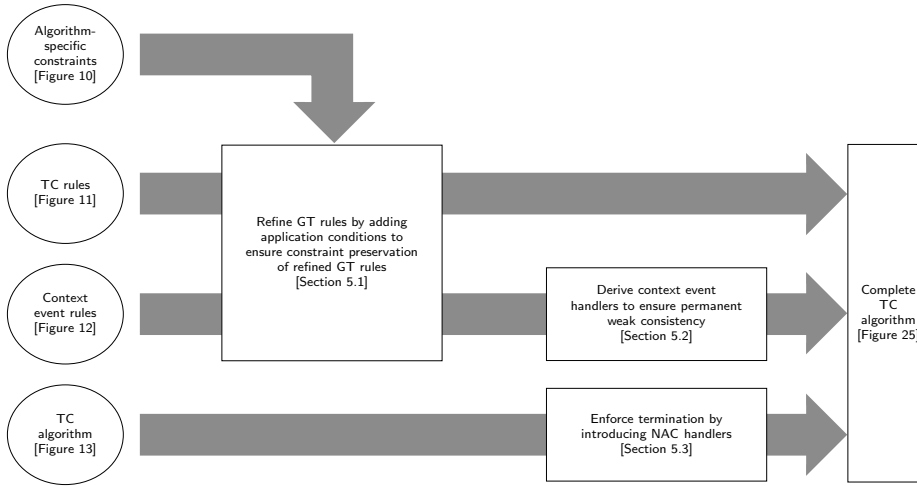 Algorithm-
specific
constraints
[Figure 10]
TC rules
[Figure 11]
Refine GT rules by adding
application conditions to
ensure constraint preservation
of refined GT rules
[Section 5.1]
Context
event rules
[Figure 12]
Derive context event
handlers to ensure permanent
weak consistency
[Section 5.2]
Complete
TC
algorithm
[Figure 25]
TC
algorithm
[Figure 13]
Enforce termination by
introducing NAC handlers
[Section 5.3]